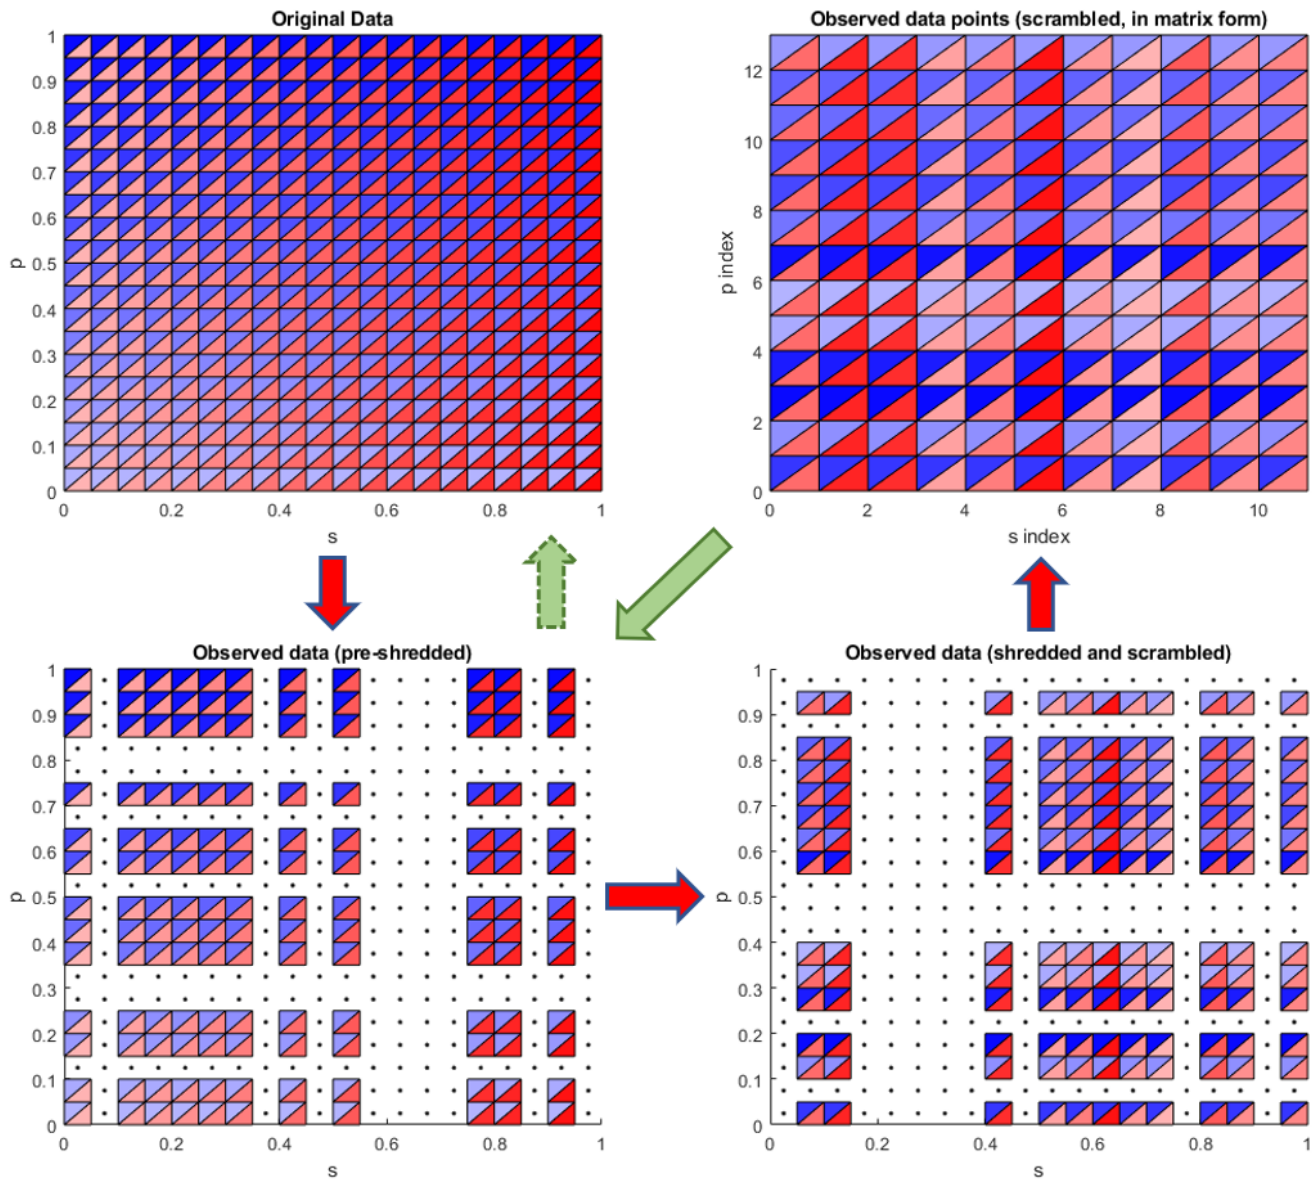 Original Data
1
0.9
0.8
0.7
0.6
0.5
0.4
0.3
0.2
0.1
0
p
0 0.2 0.4 0.6 0.8 1
s
Observed data points (scrambled, in matrix form)
12
10
8
6
4
2
0
p index
0 2 4 6 8 10
s index
Observed data (pre-shredded)
1
0.9
0.8
0.7
0.6
0.5
0.4
0.3
0.2
0.1
0
p
0 0.2 0.4 0.6 0.8 1
s
Observed data (shredded and scrambled)
1
0.9
0.8
0.7
0.6
0.5
0.4
0.3
0.2
0.1
0
p
0 0.2 0.4 0.6 0.8 1
s